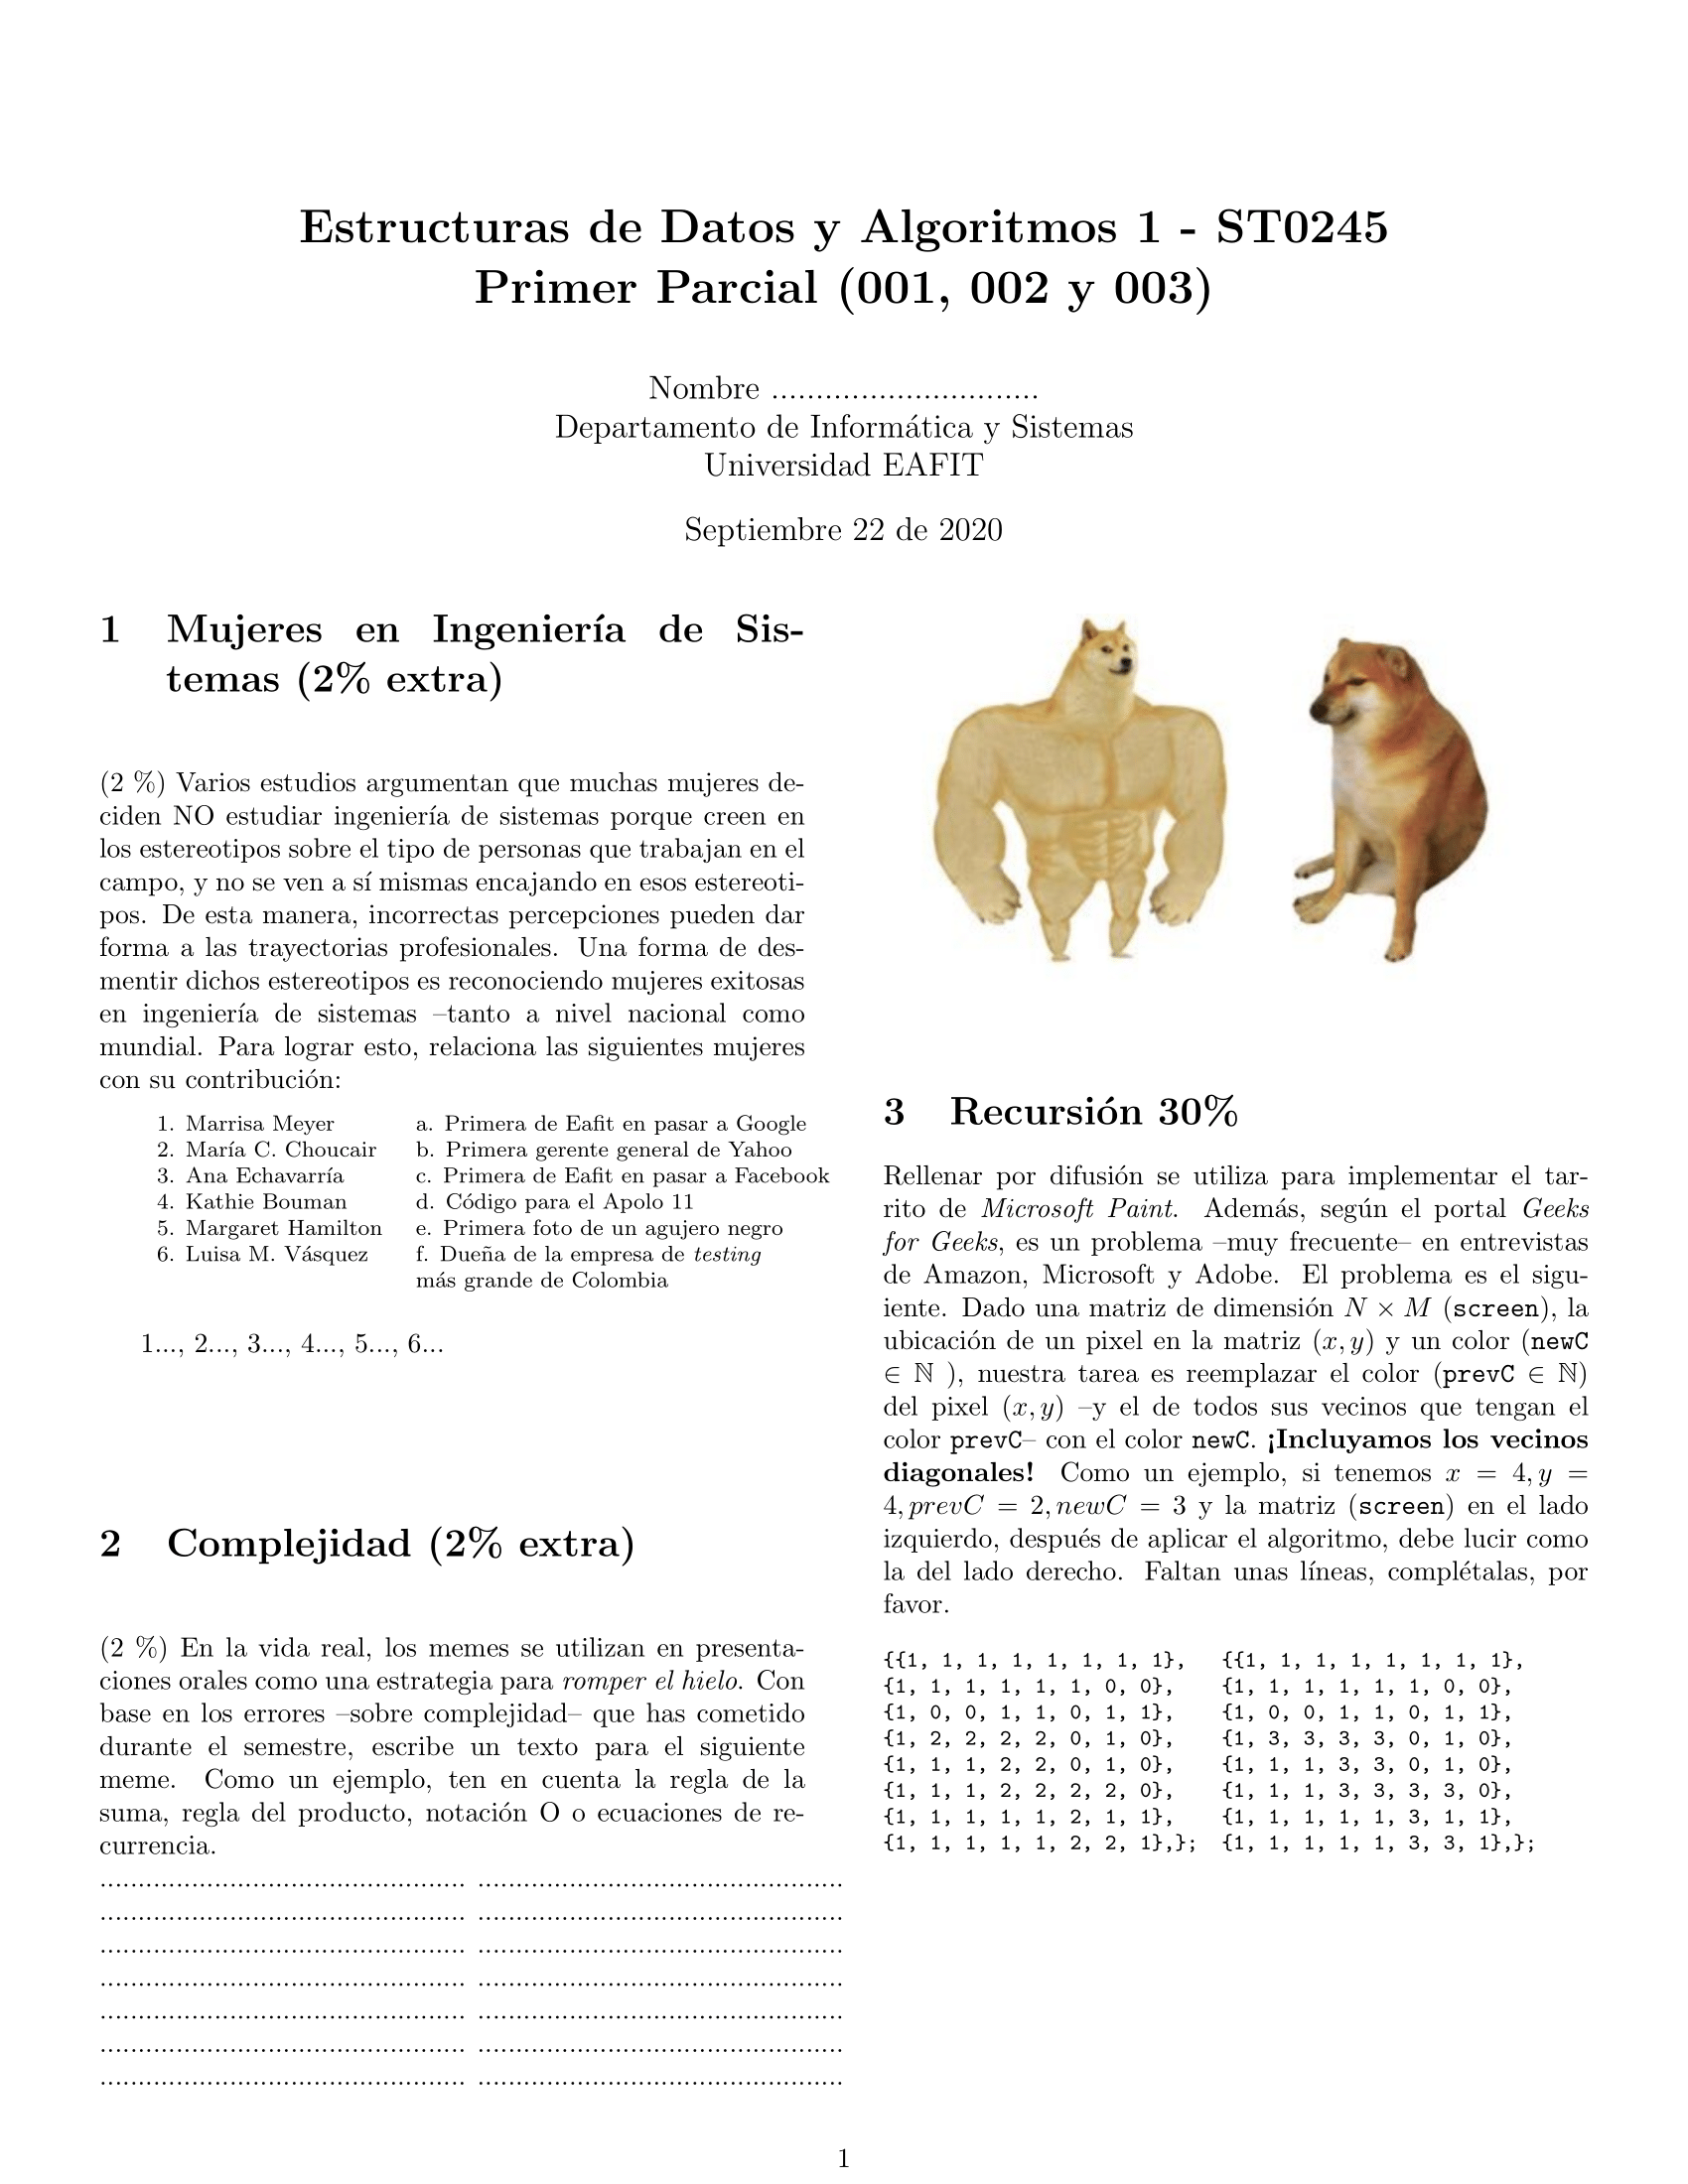 Estructuras de Datos y Algoritmos 1 - ST0245
Primer Parcial (001, 002 y 003)
Nombre ..............................
Departamento de Informática y Sistemas
Universidad EAFIT
Septiembre 22 de 2020
1 Mujeres en Ingeniería de Sis-
temas (2% extra)
(2 %) Varios estudios argumentan que muchas mujeres de-
ciden NO estudiar ingeniería de sistemas porque creen en
los estereotipos sobre el tipo de personas que trabajan en el
campo, y no se ven a sí mismas encajando en esos estereoti-
pos. De esta manera, incorrectas percepciones pueden dar
forma a las trayectorias profesionales. Una forma de des-
mentir dichos estereotipos es reconociendo mujeres exitosas
en ingeniería de sistemas –tanto a nivel nacional como
mundial. Para lograr esto, relaciona las siguientes mujeres
con su contribución:
1. Marrisa Meyer a. Primera de Eafit en pasar a Google
2. María C. Choucair b. Primera gerente general de Yahoo
3. Ana Echavarría c. Primera de Eafit en pasar a Facebook
4. Kathie Bouman d. Código para el Apolo 11
5. Margaret Hamilton e. Primera foto de un agujero negro
6. Luisa M. Vásquez f. Dueña de la empresa de testing
más grande de Colombia
1..., 2..., 3..., 4..., 5..., 6...
2 Complejidad (2% extra)
(2 %) En la vida real, los memes se utilizan en presenta-
ciones orales como una estrategia para romper el hielo. Con
base en los errores –sobre complejidad– que has cometido
durante el semestre, escribe un texto para el siguiente
meme. Como un ejemplo, ten en cuenta la regla de la
suma, regla del producto, notación O o ecuaciones de re-
currencia.
................................................ ................................................
................................................ ................................................
................................................ ................................................
................................................ ................................................
................................................ ................................................
................................................ ................................................
................................................ ................................................
3 Recursión 30%
Rellenar por difusión se utiliza para implementar el tar-
rito de Microsoft Paint. Además, según el portal Geeks
for Geeks, es un problema –muy frecuente– en entrevistas
de Amazon, Microsoft y Adobe. El problema es el sigu-
iente. Dado una matriz de dimensión N × M (screen), la
ubicación de un pixel en la matriz (x, y) y un color (newC
∈ ℕ ), nuestra tarea es reemplazar el color (prevC ∈ ℕ)
del pixel (x, y) –y el de todos sus vecinos que tengan el
color prevC– con el color newC. ¡Incluyamos los vecinos
diagonales! Como un ejemplo, si tenemos x = 4, y =
4, prevC = 2, newC = 3 y la matriz (screen) en el lado
izquierdo, después de aplicar el algoritmo, debe lucir como
la del lado derecho. Faltan unas líneas, complétalas, por
favor.
{{1, 1, 1, 1, 1, 1, 1, 1}, {{1, 1, 1, 1, 1, 1, 1, 1},
{1, 1, 1, 1, 1, 1, 0, 0}, {1, 1, 1, 1, 1, 1, 0, 0},
{1, 0, 0, 1, 1, 0, 1, 1}, {1, 0, 0, 1, 1, 0, 1, 1},
{1, 2, 2, 2, 2, 0, 1, 0}, {1, 3, 3, 3, 3, 0, 1, 0},
{1, 1, 1, 2, 2, 0, 1, 0}, {1, 1, 1, 3, 3, 0, 1, 0},
{1, 1, 1, 2, 2, 2, 2, 0}, {1, 1, 1, 3, 3, 3, 3, 0},
{1, 1, 1, 1, 1, 2, 1, 1}, {1, 1, 1, 1, 1, 3, 1, 1},
{1, 1, 1, 1, 1, 2, 2, 1},}; {1, 1, 1, 1, 1, 3, 3, 1},};
1